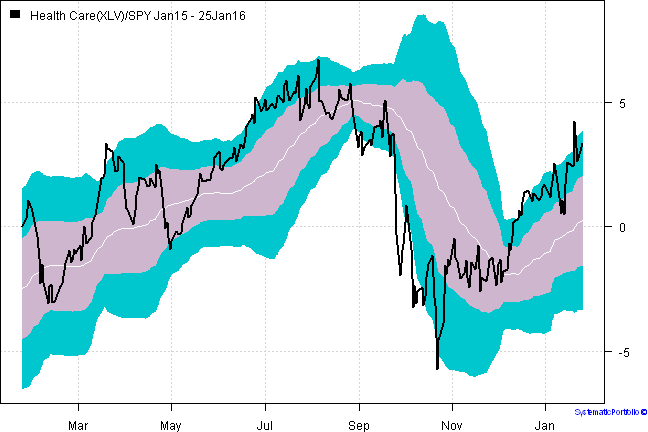 Health Care(XLV)/SPY Jan15 - 25Jan16
5
0
-5
Mar May Jul Sep Nov Jan
SystematicPortfolio ©